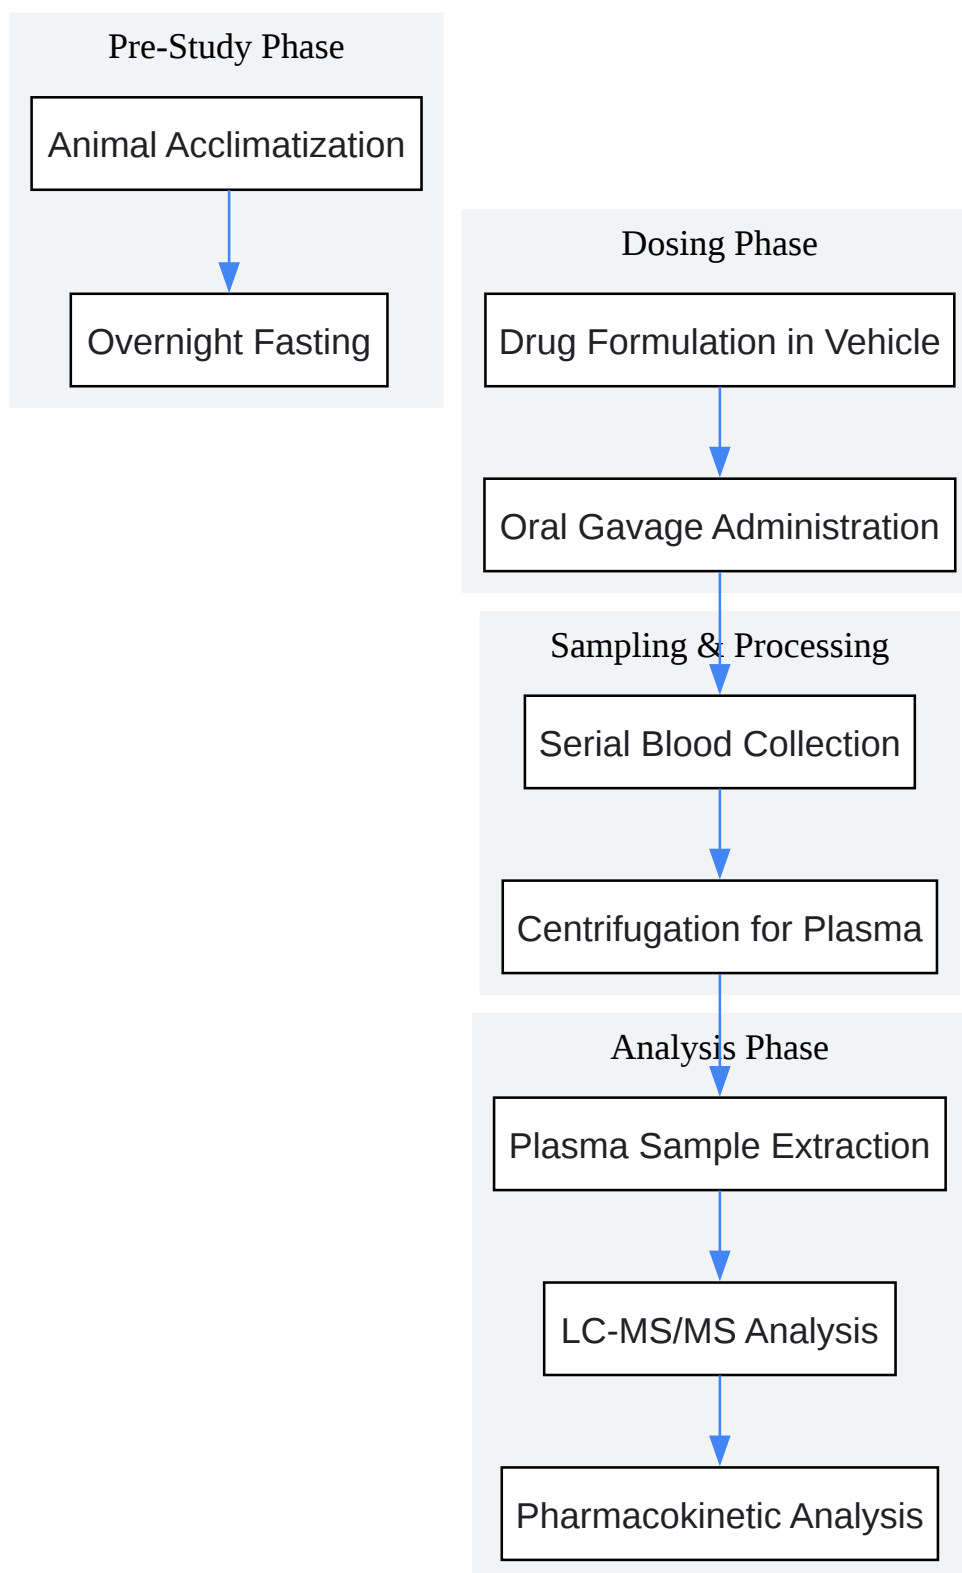 Pre-Study Phase
Animal Acclimatization
Overnight Fasting
Dosing Phase
Drug Formulation in Vehicle
Oral Gavage Administration
Sampling & Processing
Serial Blood Collection
Centrifugation for Plasma
Analysis Phase
Plasma Sample Extraction
LC-MS/MS Analysis
Pharmacokinetic Analysis